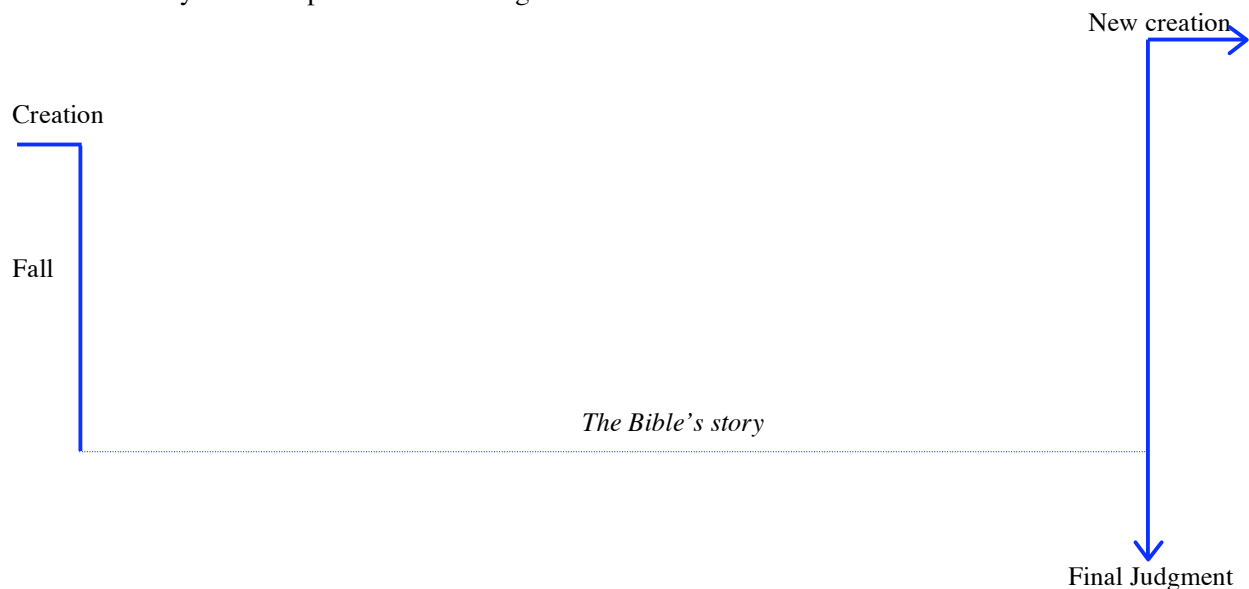 New creation
Creation
Fall
The Bible’s story
Final Judgment